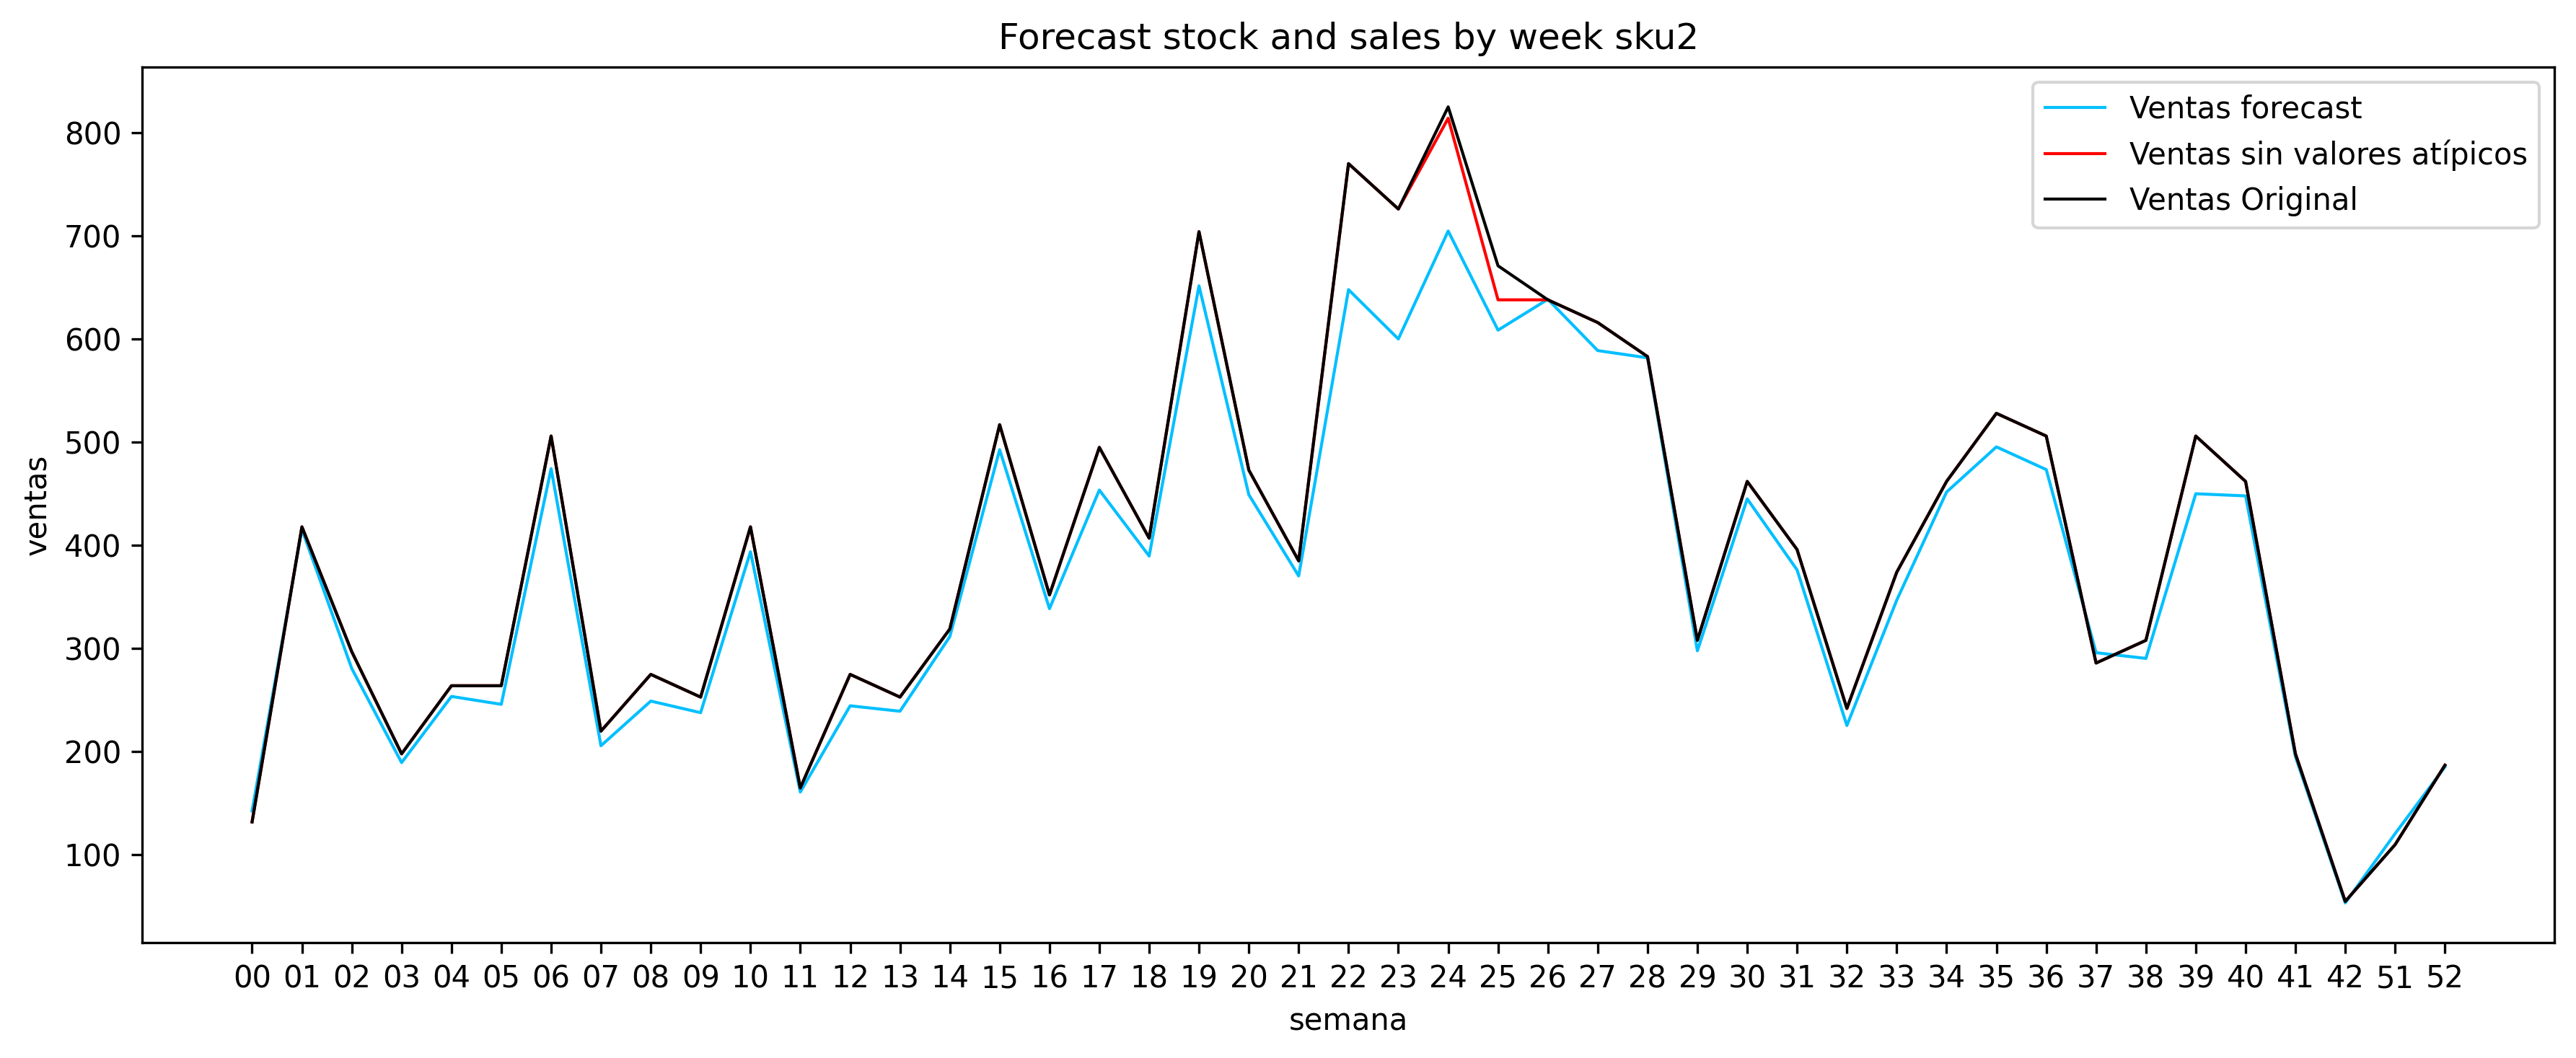 Forecast stock and sales by week sku2
Ventas forecast
Ventas sin valores atípicos
Ventas Original
ventas
800
700
600
500
400
300
200
100
00 01 02 03 04 05 06 07 08 09 10 11 12 13 14 15 16 17 18 19 20 21 22 23 24 25 26 27 28 29 30 31 32 33 34 35 36 37 38 39 40 41 42 51 52
semana